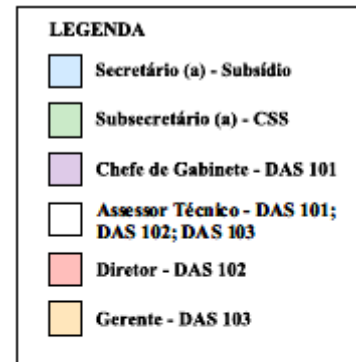 LEGENDA
Secretário (a) - Subsídio
Subsecretário (a) - CSS
Chefe de Gabinete - DAS 101
Assessor Técnico - DAS 101;
DAS 102; DAS 103
Diretor - DAS 102
Gerente - DAS 103